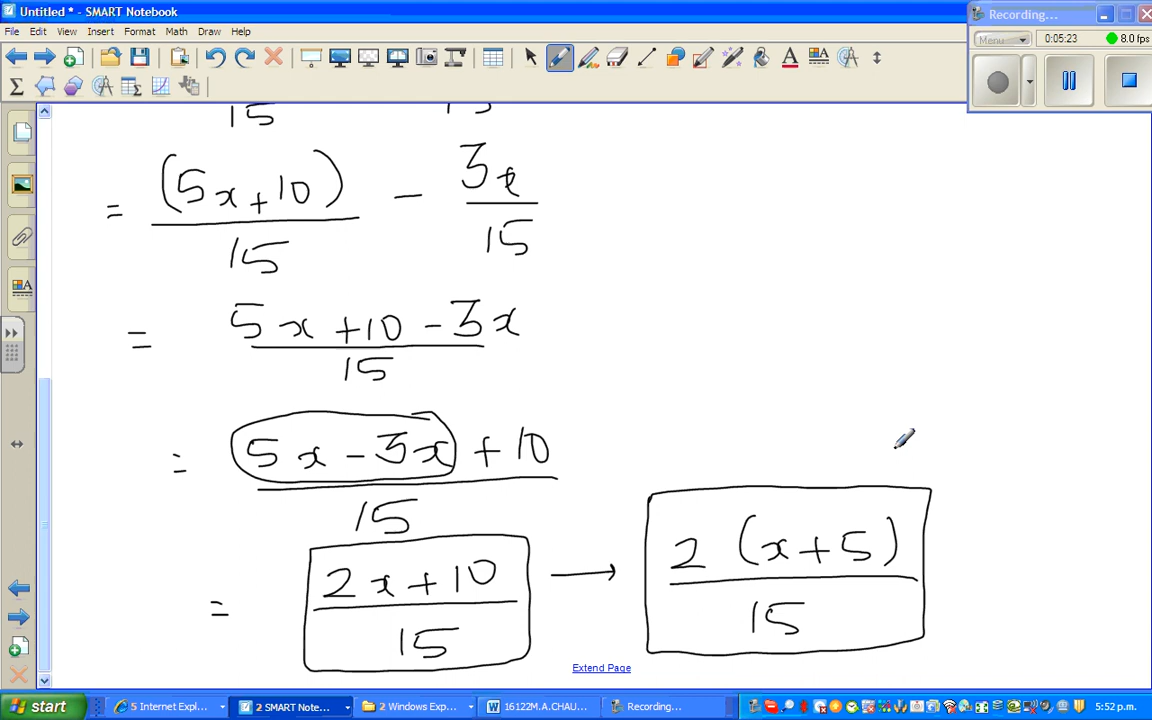 Untitled * - SMART Notebook
Recording...
File Edit View Insert Format Math Draw Help
Menu
0:05:23
8.0 fps
15 15
= (5x+10) - 3x
15 15
= 5x +10 - 3x
15
= 5x - 3x + 10
15
= 2x + 10 → 2 (x+5)
15 15
Extend Page
start
5 Internet Expl...
2 SMART Note...
2 Windows Exp...
16122M.A.CHAU...
Recording...
5:52 p.m.